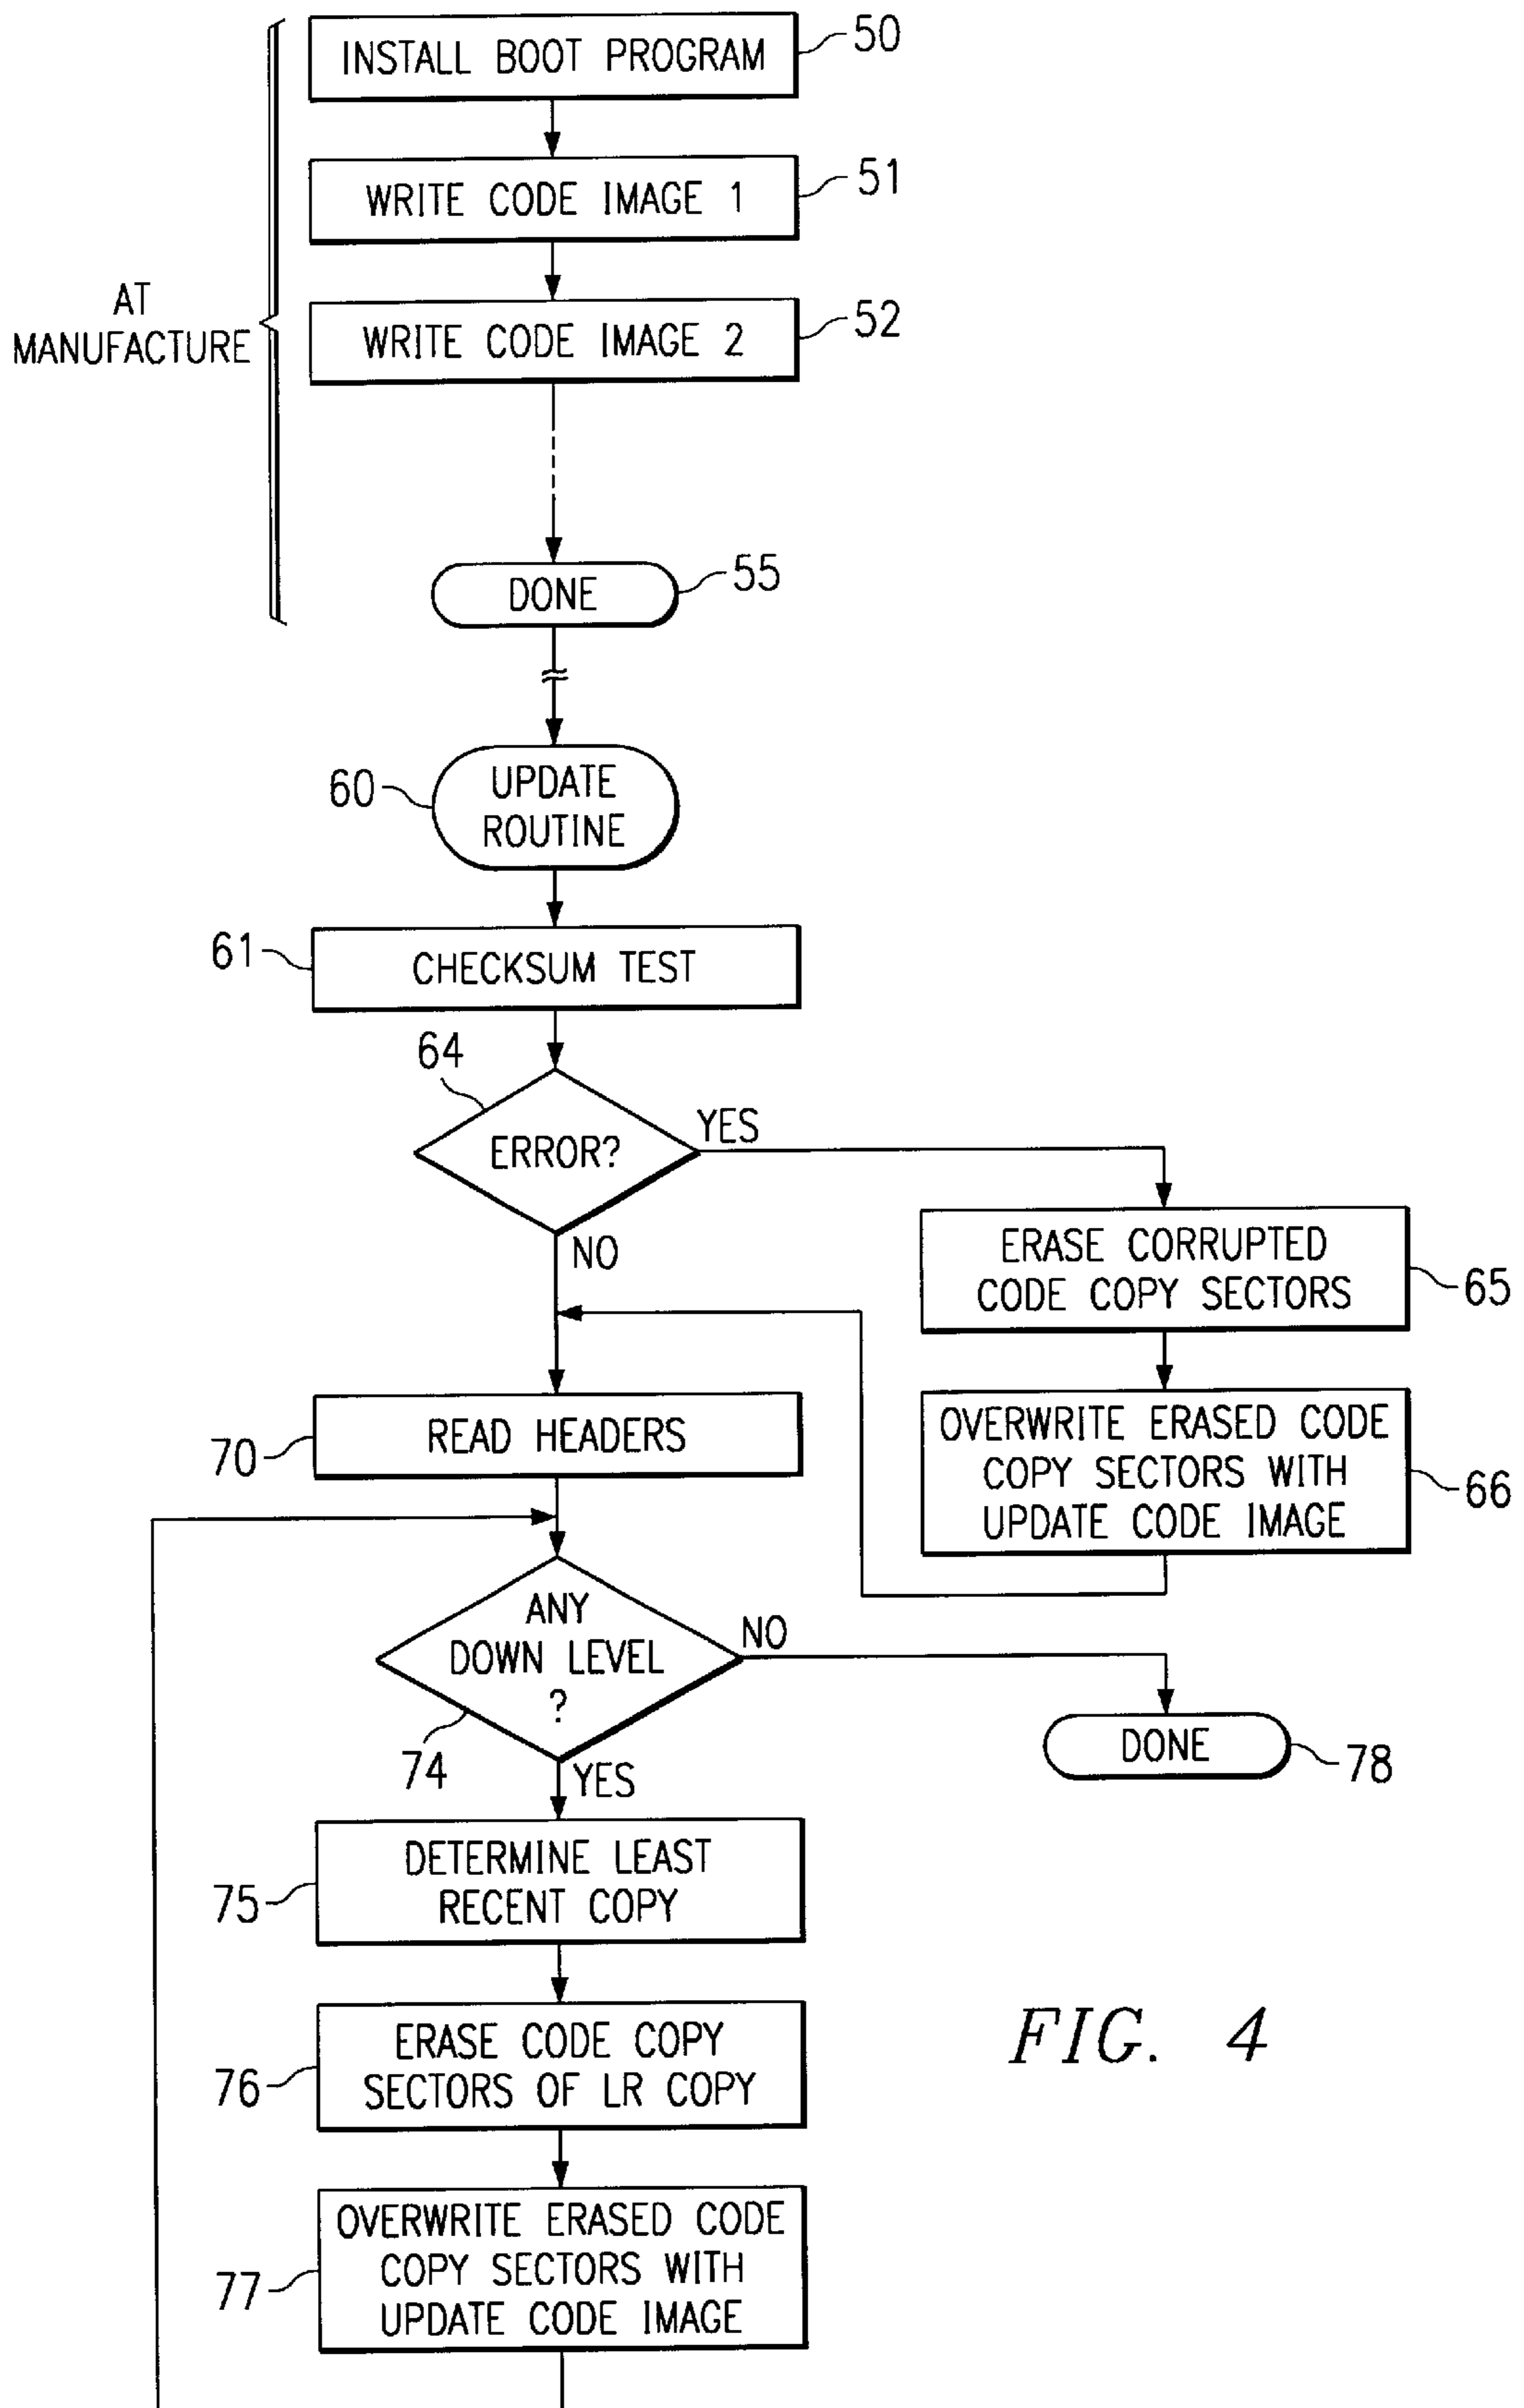 INSTALL BOOT PROGRAM
50
WRITE CODE IMAGE 1
51
AT
MANUFACTURE
WRITE CODE IMAGE 2
52
DONE
55
60
UPDATE
ROUTINE
61
CHECKSUM TEST
64
ERROR?
YES
NO
ERASE CORRUPTED
CODE COPY SECTORS
65
OVERWRITE ERASED CODE
COPY SECTORS WITH
UPDATE CODE IMAGE
66
70
READ HEADERS
ANY
DOWN LEVEL
?
NO
74
YES
DONE
78
75
DETERMINE LEAST
RECENT COPY
76
ERASE CODE COPY
SECTORS OF LR COPY
FIG. 4
77
OVERWRITE ERASED CODE
COPY SECTORS WITH
UPDATE CODE IMAGE